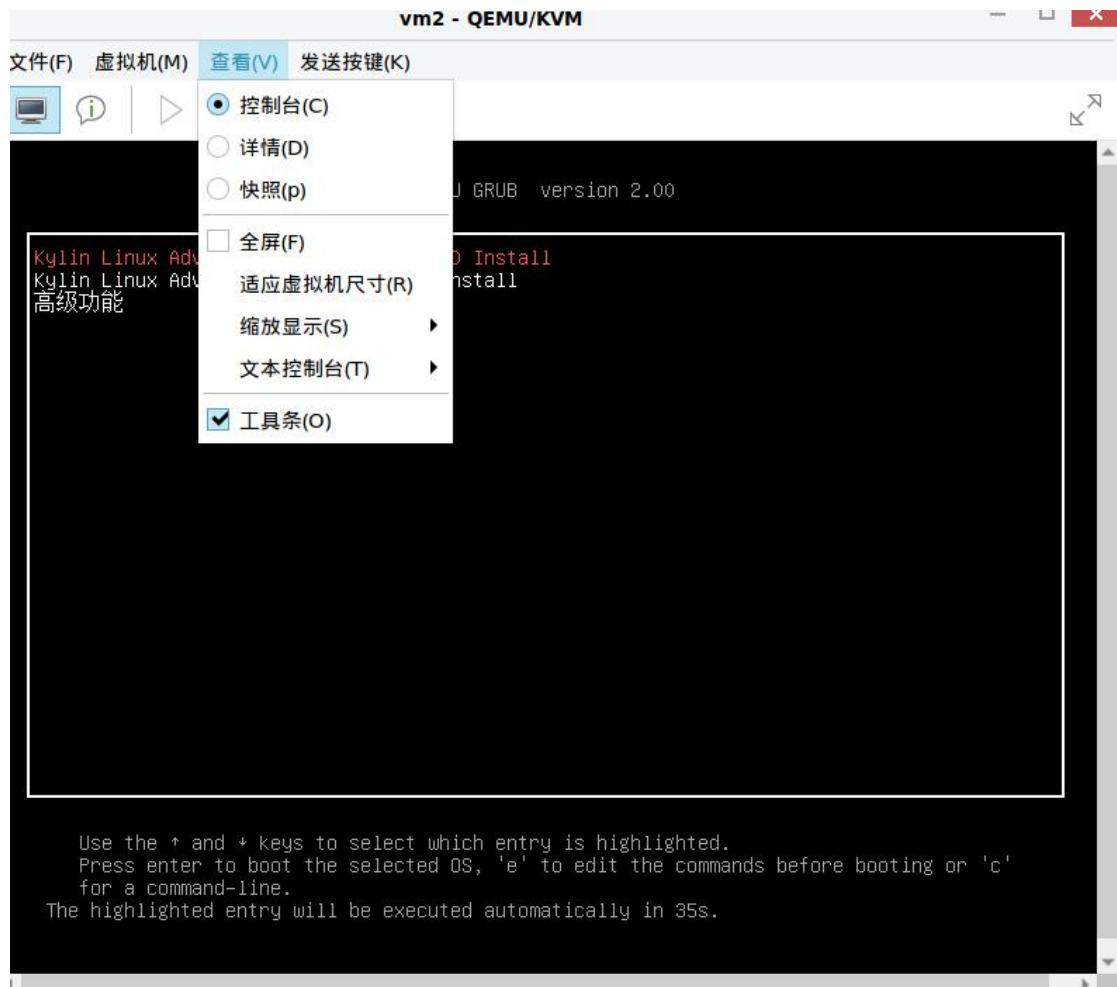 vm2 - QEMU/KVM
文件(F) 虚拟机(M) 查看(V) 发送按键(K)
控制台(C)
详情(D)
快照(p)
全屏(F)
适应虚拟机尺寸(R)
缩放显示(S)
文本控制台(T)
工具条(O)
GRUB version 2.00
Kylin Linux Install
Kylin Linux
高级功能
Use the ↑ and ↓ keys to select which entry is highlighted.
Press enter to boot the selected OS, 'e' to edit the commands before booting or 'c'
for a command-line.
The highlighted entry will be executed automatically in 35s.